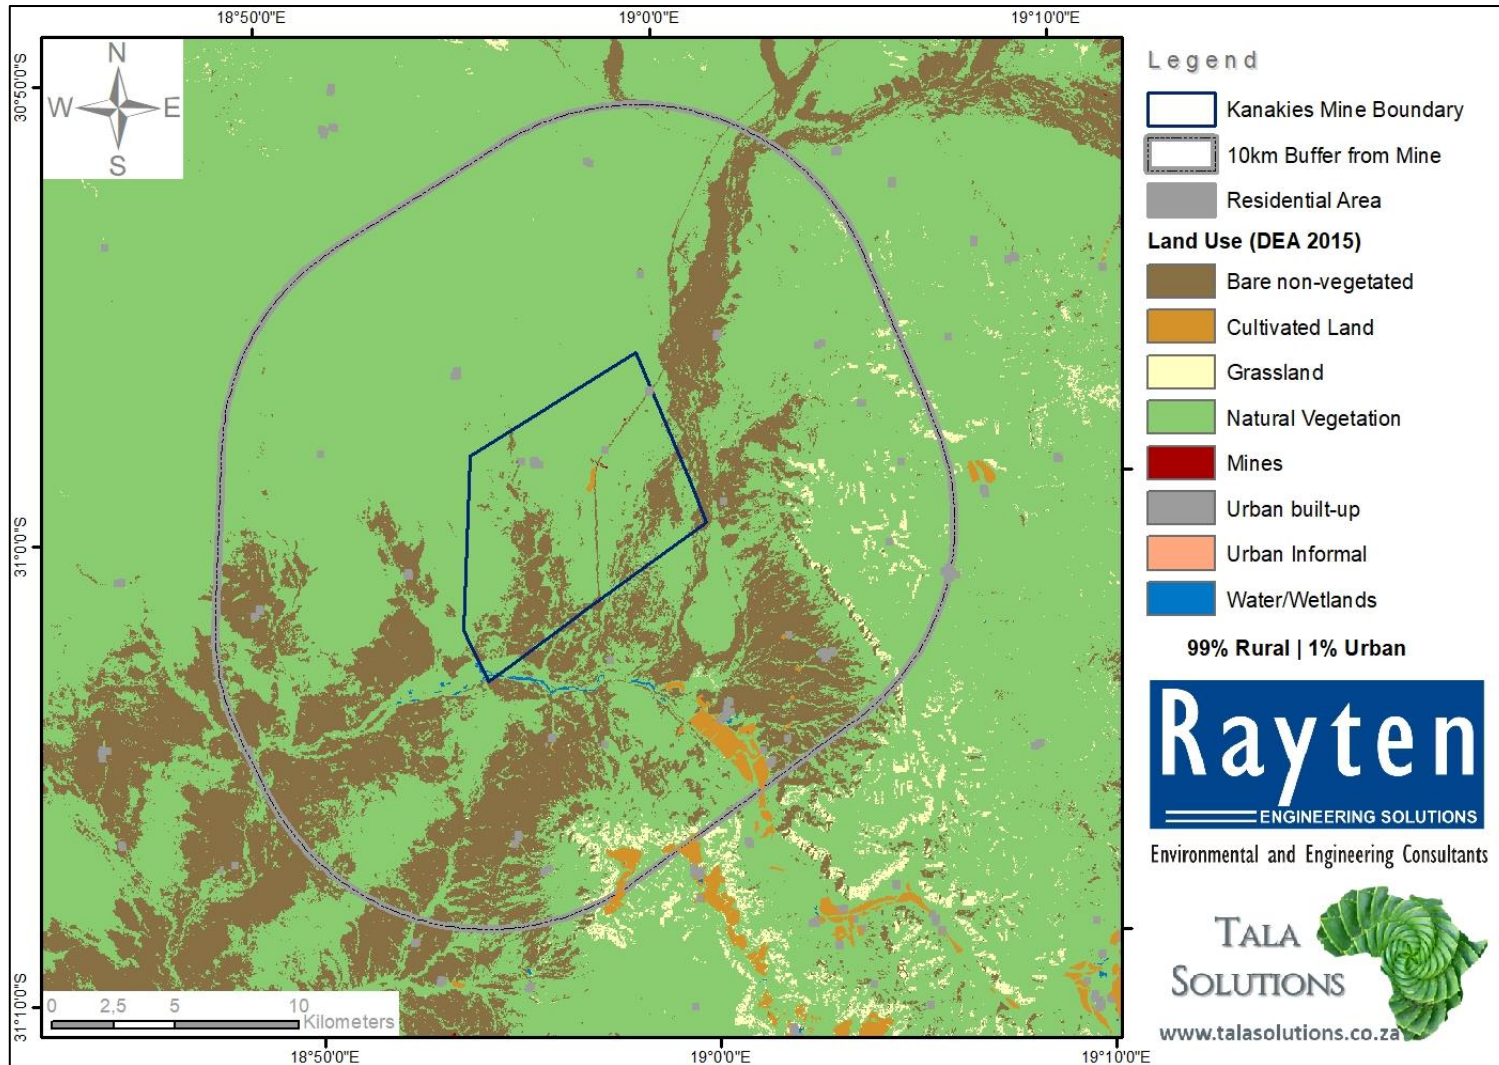 18°50'0"E
19°0'0"E
19°10'0"E
30°50'0"S
31°0'0"S
31°10'0"S
N
W E
S
0 2,5 5 10
Kilometers
18°50'0"E
19°0'0"E
19°10'0"E
Legend
Kanakies Mine Boundary
10km Buffer from Mine
Residential Area
Land Use (DEA 2015)
Bare non-vegetated
Cultivated Land
Grassland
Natural Vegetation
Mines
Urban built-up
Urban Informal
Water/Wetlands
99% Rural | 1% Urban
Rayten
ENGINEERING SOLUTIONS
Environmental and Engineering Consultants
TALA
SOLUTIONS
www.talasolutions.co.za